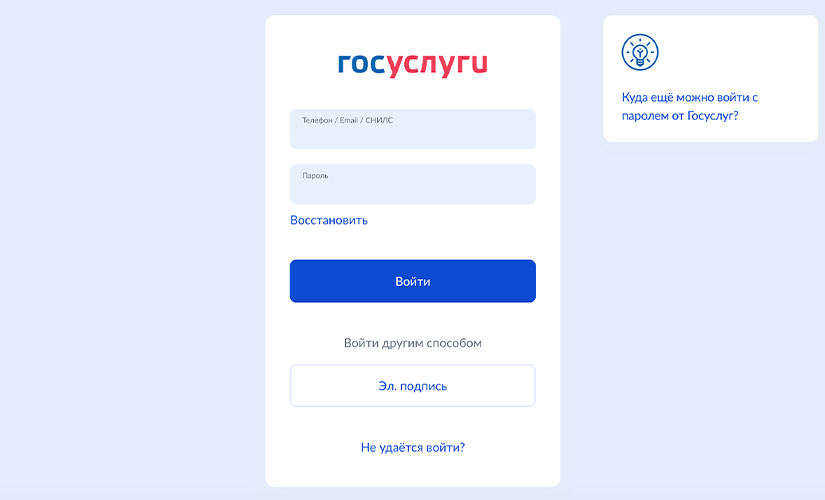 госуслуги
Телефон / Email / СНИЛС
Пароль
Восстановить
Войти
Войти другим способом
Эл. подпись
Не удаётся войти?
Куда ещё можно войти с
паролем от Госуслуг?